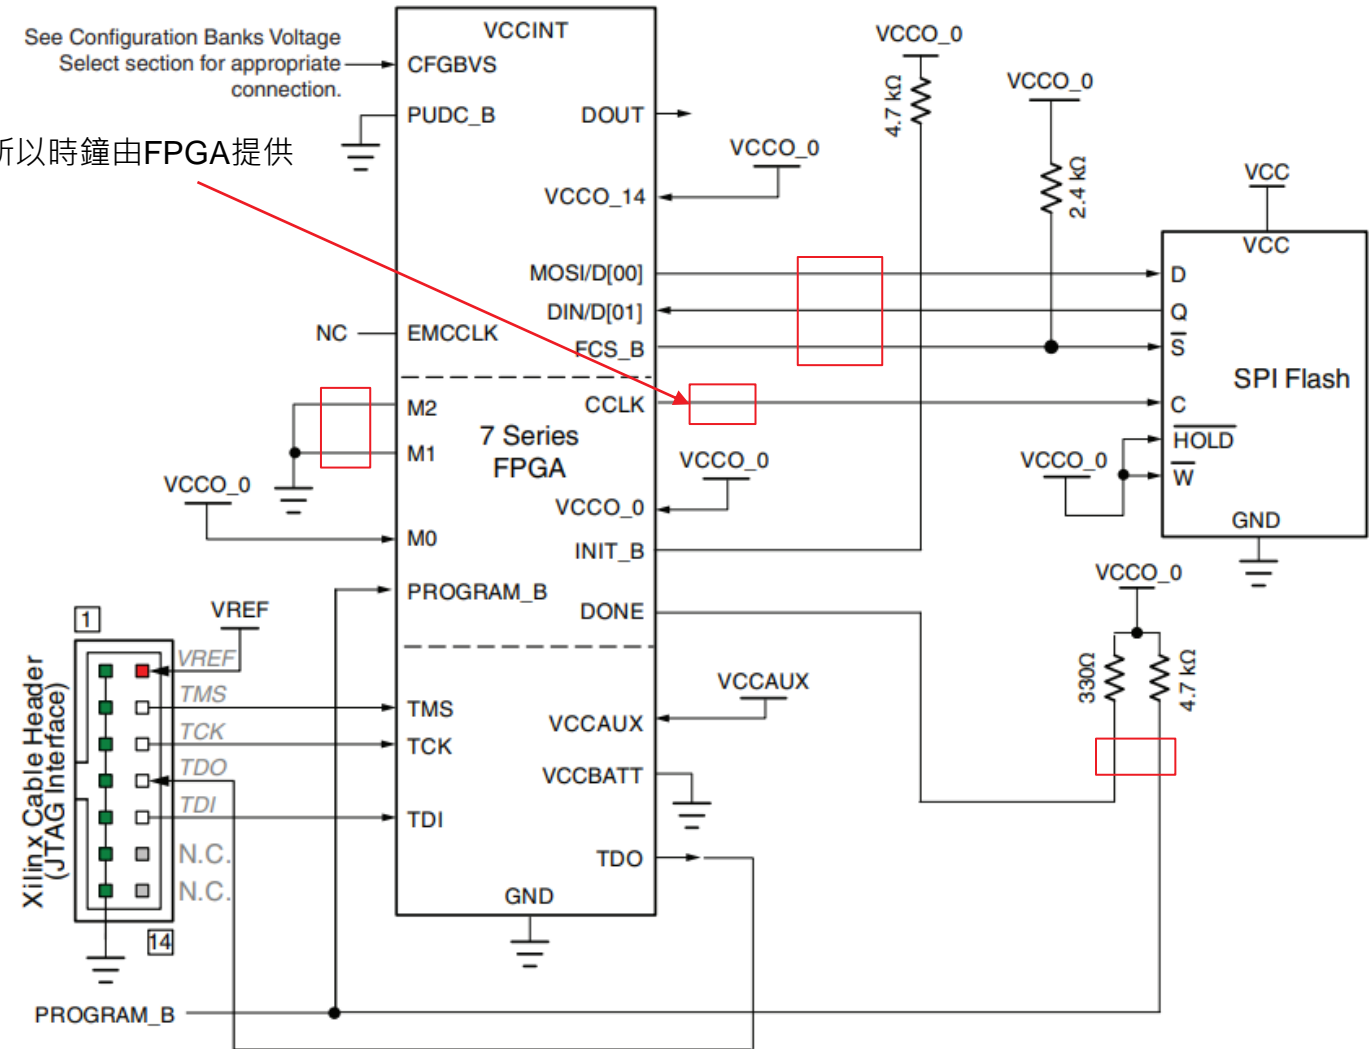 See Configuration Banks Voltage
Select section for appropriate
connection.
VCCINT
CFGBVS
PUDC_B
DOUT
所以時鐘由FPGA提供
VCCO_0
VCCO_14
VCCO_0
4.7 kΩ
VCCO_0
2.4 kΩ
VCC
VCC
MOSI/D[00]
D
DIN/D[01]
Q
NC
EMCCLK
FCS_B
S
SPI Flash
M2
CCLK
C
7 Series
FPGA
HOLD
M1
VCCO_0
VCCO_0
W
VCCO_0
VCCO_0
GND
M0
INIT_B
PROGRAM_B
DONE
VCCO_0
330Ω
4.7 kΩ
1
VREF
VREF
TMS
TMS
TCK
TCK
TDO
TDI
TDI
N.C.
N.C.
14
Xilinx Cable Header
(JTAG Interface)
VCCAUX
VCCAUX
VCCBATT
TDO
GND
PROGRAM_B